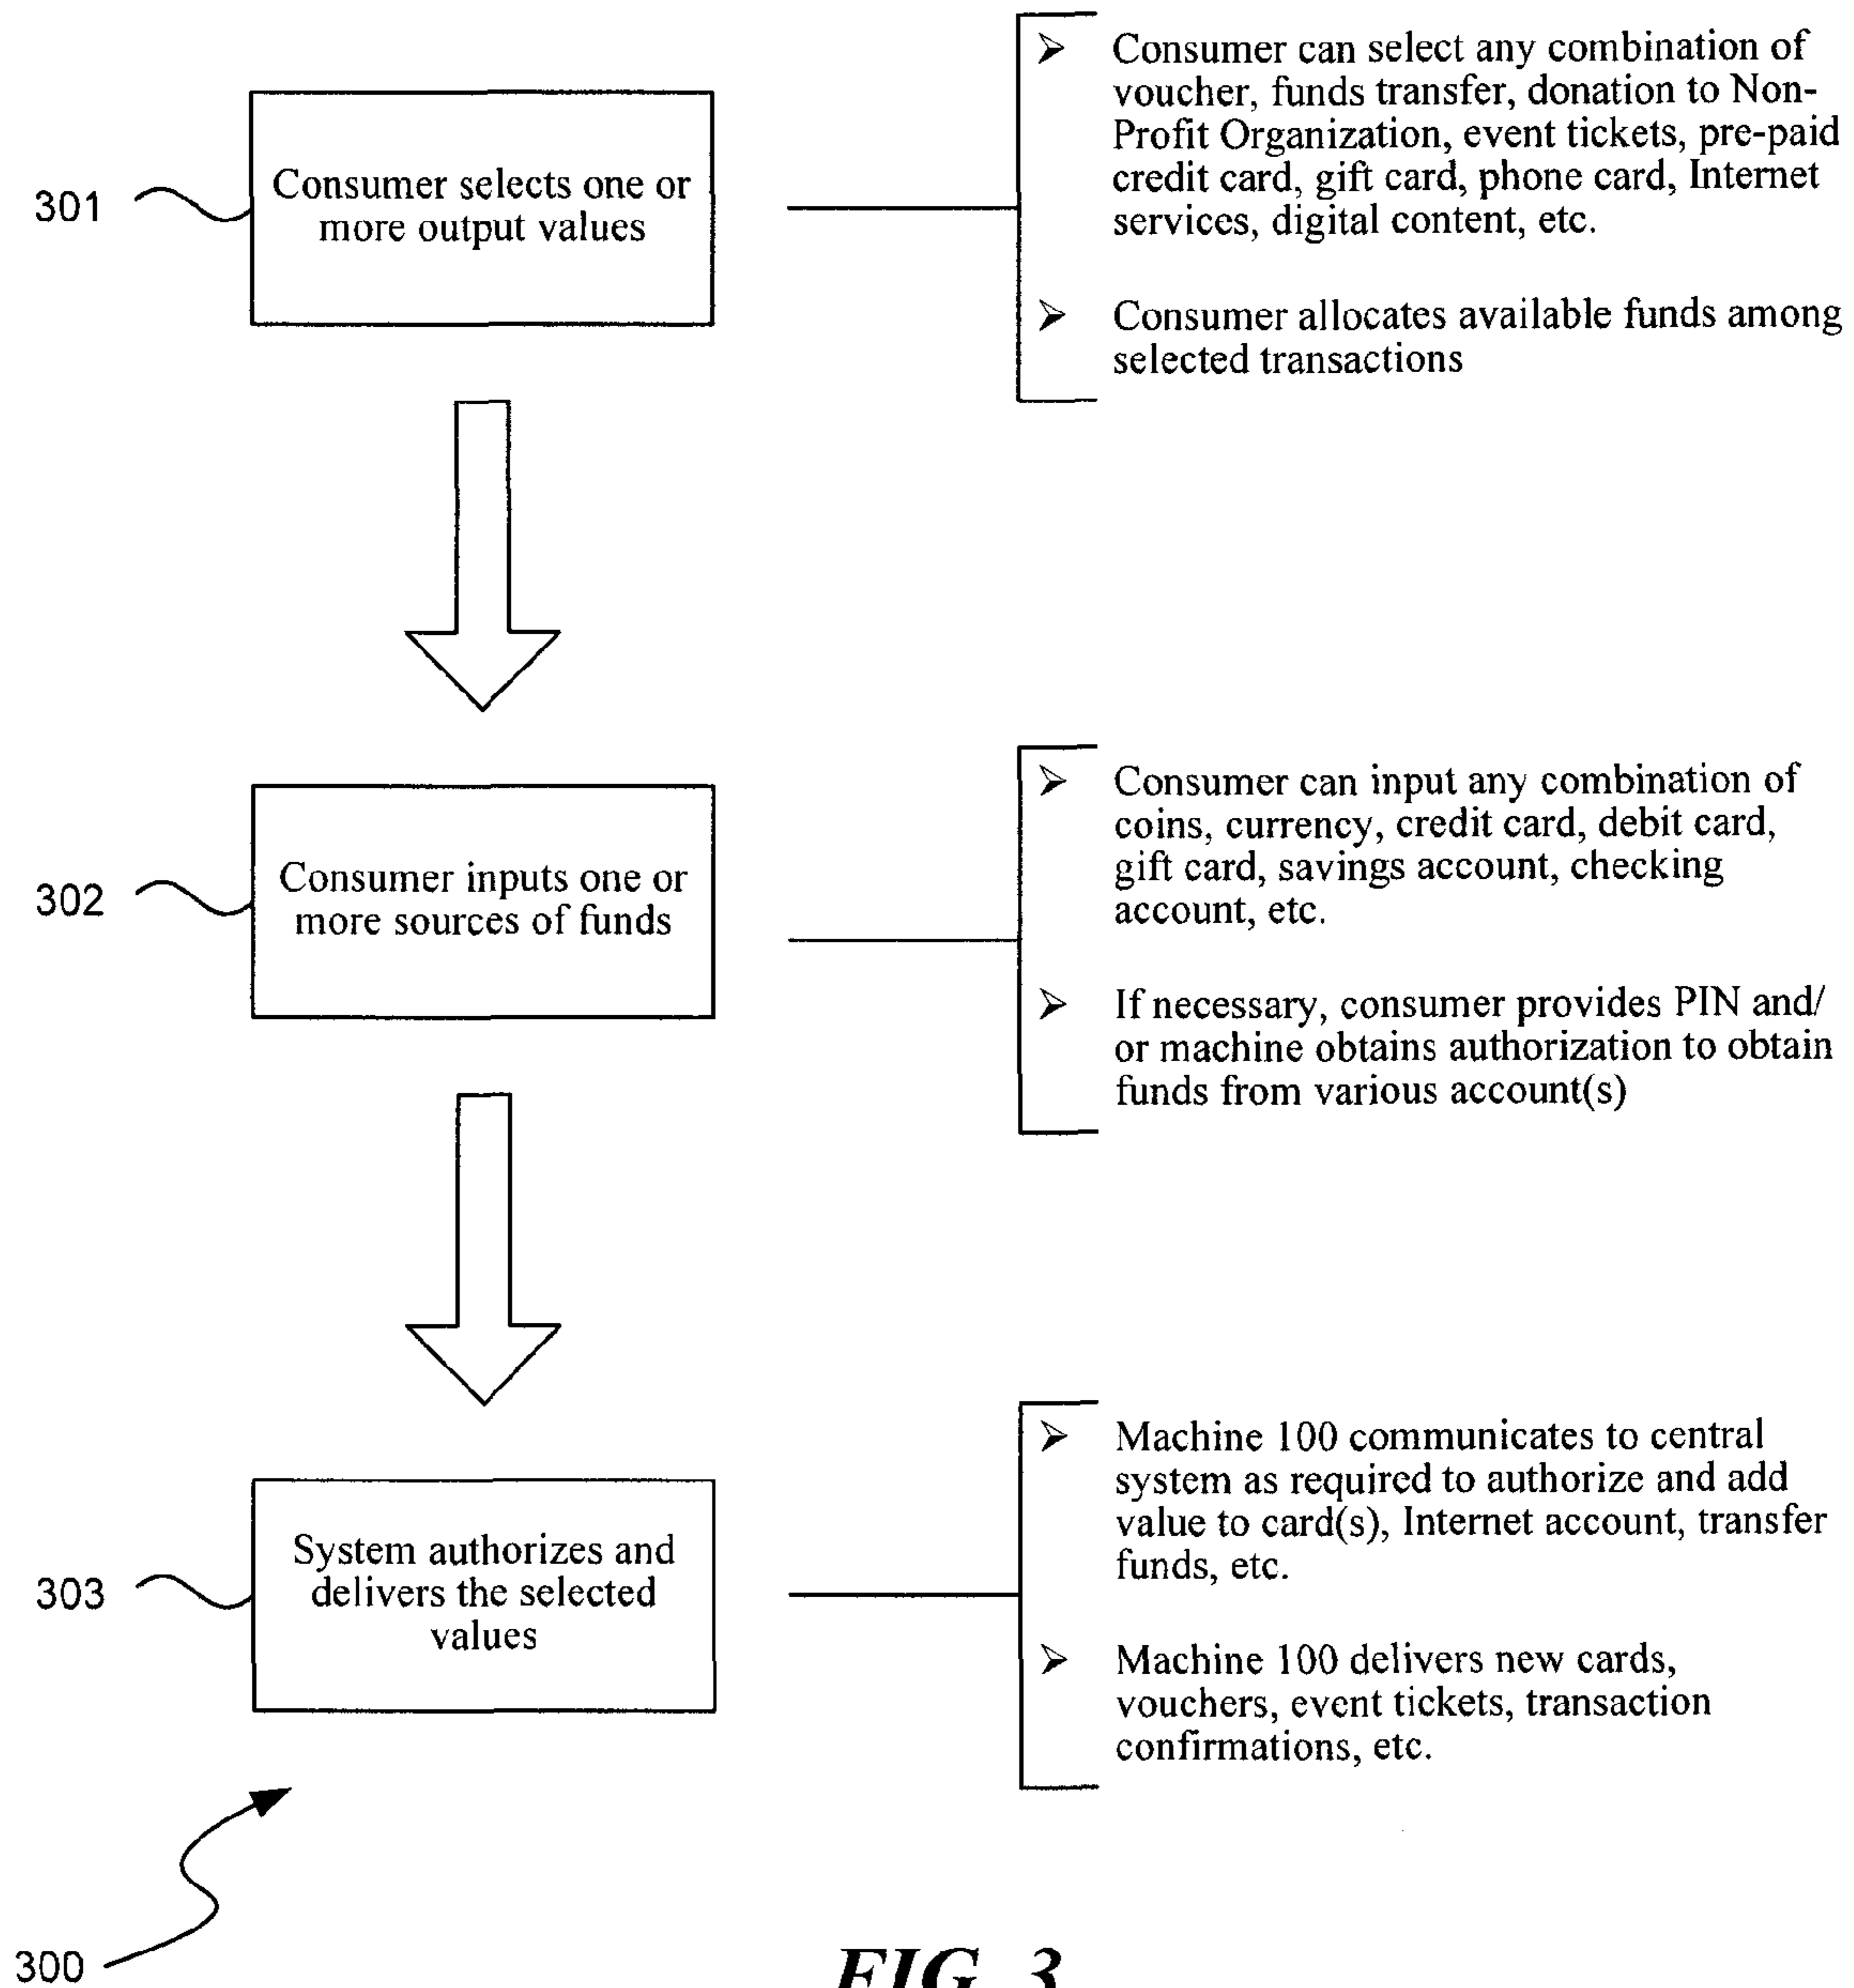 301
Consumer selects one or
more output values
Consumer can select any combination of
voucher, funds transfer, donation to Non-
Profit Organization, event tickets, pre-paid
credit card, gift card, phone card, Internet
services, digital content, etc.
Consumer allocates available funds among
selected transactions
302
Consumer inputs one or
more sources of funds
Consumer can input any combination of
coins, currency, credit card, debit card,
gift card, savings account, checking
account, etc.
If necessary, consumer provides PIN and/
or machine obtains authorization to obtain
funds from various account(s)
303
System authorizes and
delivers the selected
values
Machine 100 communicates to central
system as required to authorize and add
value to card(s), Internet account, transfer
funds, etc.
Machine 100 delivers new cards,
vouchers, event tickets, transaction
confirmations, etc.
300
FIG. 3